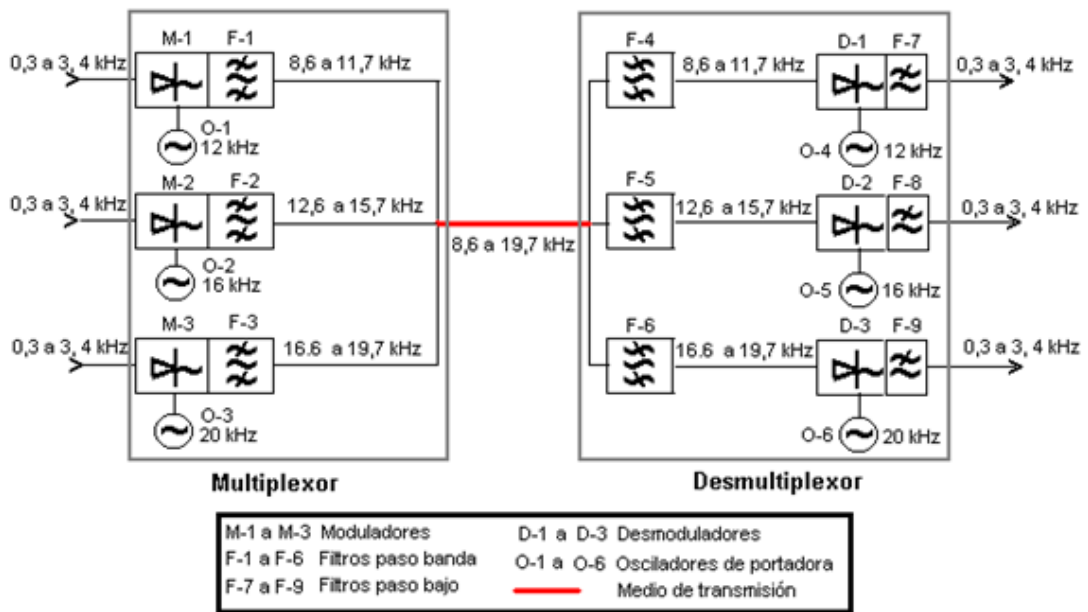 M-1 F-1
0,3 a 3, 4 kHz
8,6 a 11,7 kHz
O-1
12 kHz
M-2 F-2
0,3 a 3, 4 kHz
12,6 a 15,7 kHz
O-2
16 kHz
M-3 F-3
0,3 a 3, 4 kHz
16.6 a 19,7 kHz
O-3
20 kHz
Multiplexor
8,6 a 19,7 kHz
F-4
8,6 a 11,7 kHz
D-1 F-7
0,3 a 3, 4 kHz
O-4 12 kHz
F-5
12,6 a 15,7 kHz
D-2 F-8
0,3 a 3, 4 kHz
O-5 16 kHz
F-6
16.6 a 19,7 kHz
D-3 F-9
0,3 a 3, 4 kHz
O-6 20 kHz
Desmultiplexor
M-1 a M-3 Moduladores
F-1 a F-6 Filtros paso banda
F-7 a F-9 Filtros paso bajo
D-1 a D-3 Desmoduladores
O-1 a O-6 Osciladores de portadora
Medio de transmisión